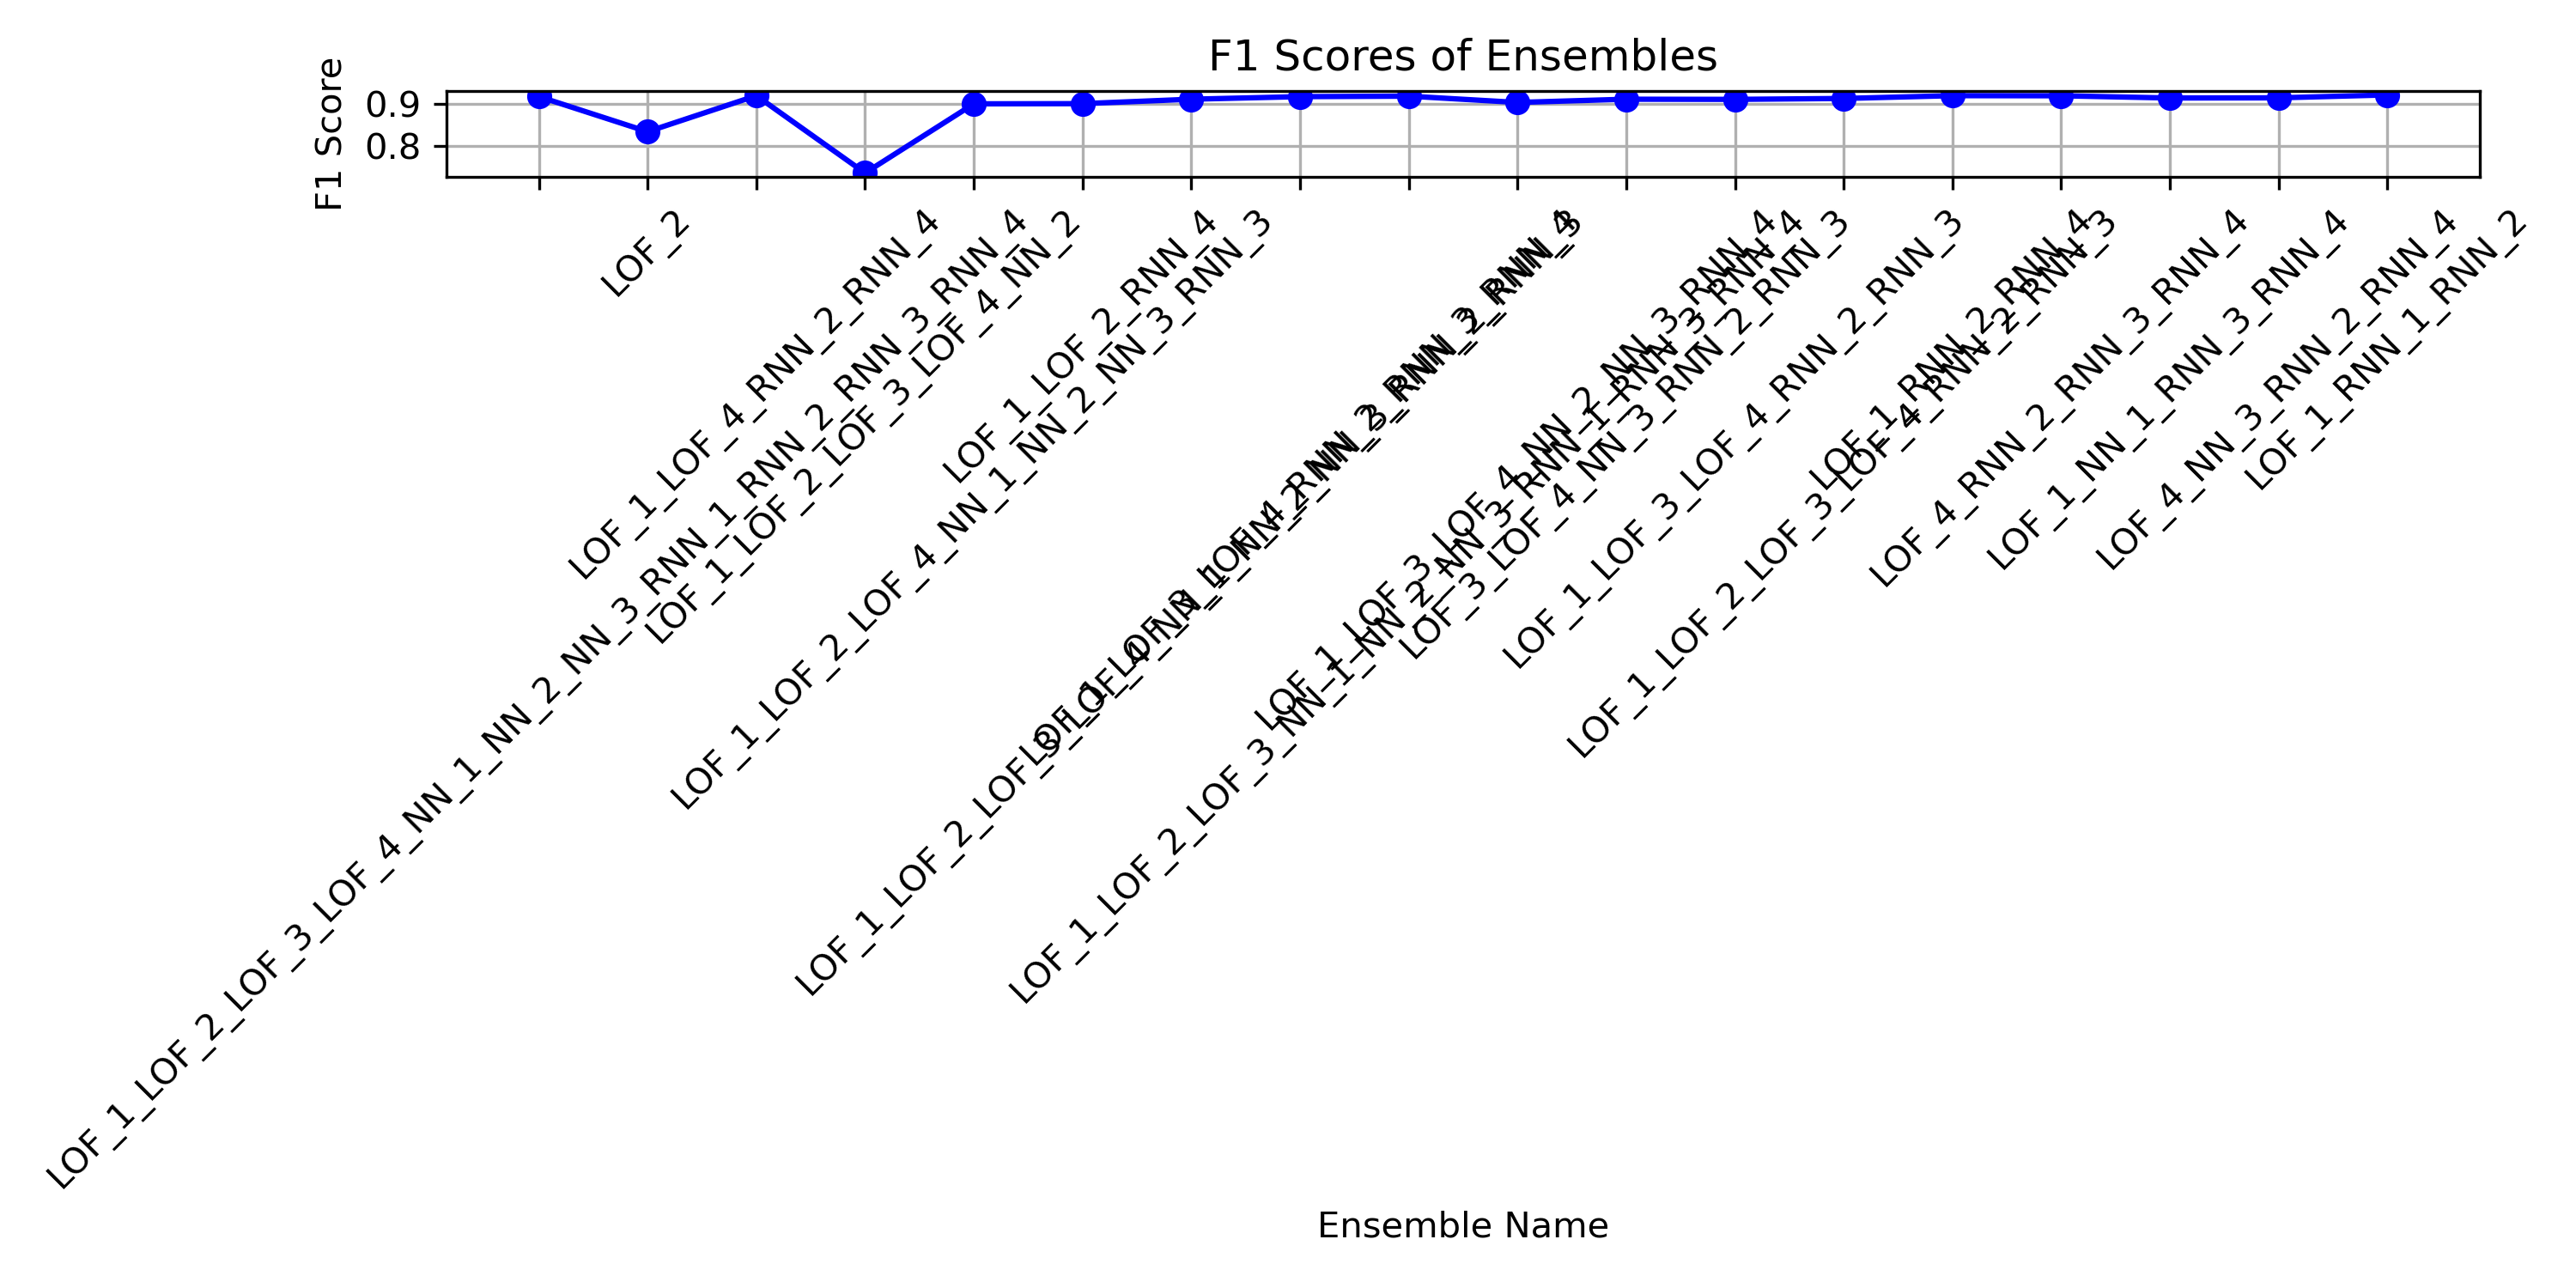 F1 Scores of Ensembles
F1 Score
0.9
0.8
LOF_1_LOF_2_LOF_3_LOF_4_NN_1_NN_2_NN_3_RNN_1_RNN_2_RNN_3_RNN_4
LOF_2
LOF_1_LOF_4_RNN_2_RNN_4
LOF_1_LOF_2_LOF_3_LOF_4_NN_2
LOF_1_LOF_2_LOF_4_NN_1_NN_2_NN_3_RNN_3
LOF_1_LOF_2_RNN_4
LOF_1_LOF_3_LOF_4_NN_2_NN_3_RNN_4
LOF_3_LOF_4_NN_3_RNN_2_RNN_3
LOF_1_LOF_3_LOF_4_RNN_2_RNN_3
LOF_1_LOF_2_LOF_3_LOF_4_RNN_2_RNN_3
LOF_1_RNN_2_RNN_4
LOF_4_RNN_2_RNN_3_RNN_4
LOF_1_NN_1_RNN_3_RNN_4
LOF_4_NN_3_RNN_2_RNN_4
LOF_1_RNN_1_RNN_2
Ensemble Name